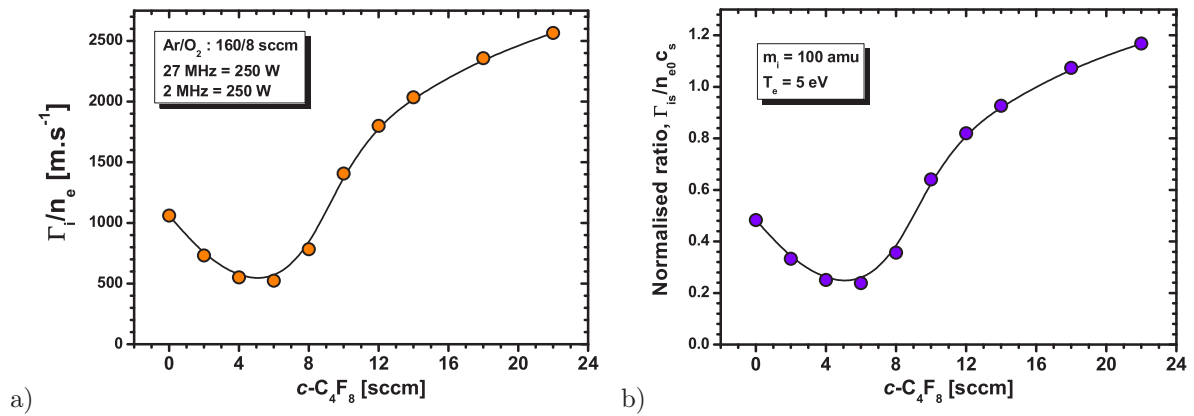 Γᵢ/nₑ [m.s⁻¹]
2500
2000
1500
1000
500
0
Ar/O₂ : 160/8 sccm
27 MHz = 250 W
2 MHz = 250 W
0 4 8 12 16 20 24
c-C₄F₈ [sccm]
a)
Normalised ratio, Γᵢₛ/nₑ₀cₛ
1.2
1.0
0.8
0.6
0.4
0.2
0.0
mᵢ = 100 amu
Tₑ = 5 eV
0 4 8 12 16 20 24
c-C₄F₈ [sccm]
b)